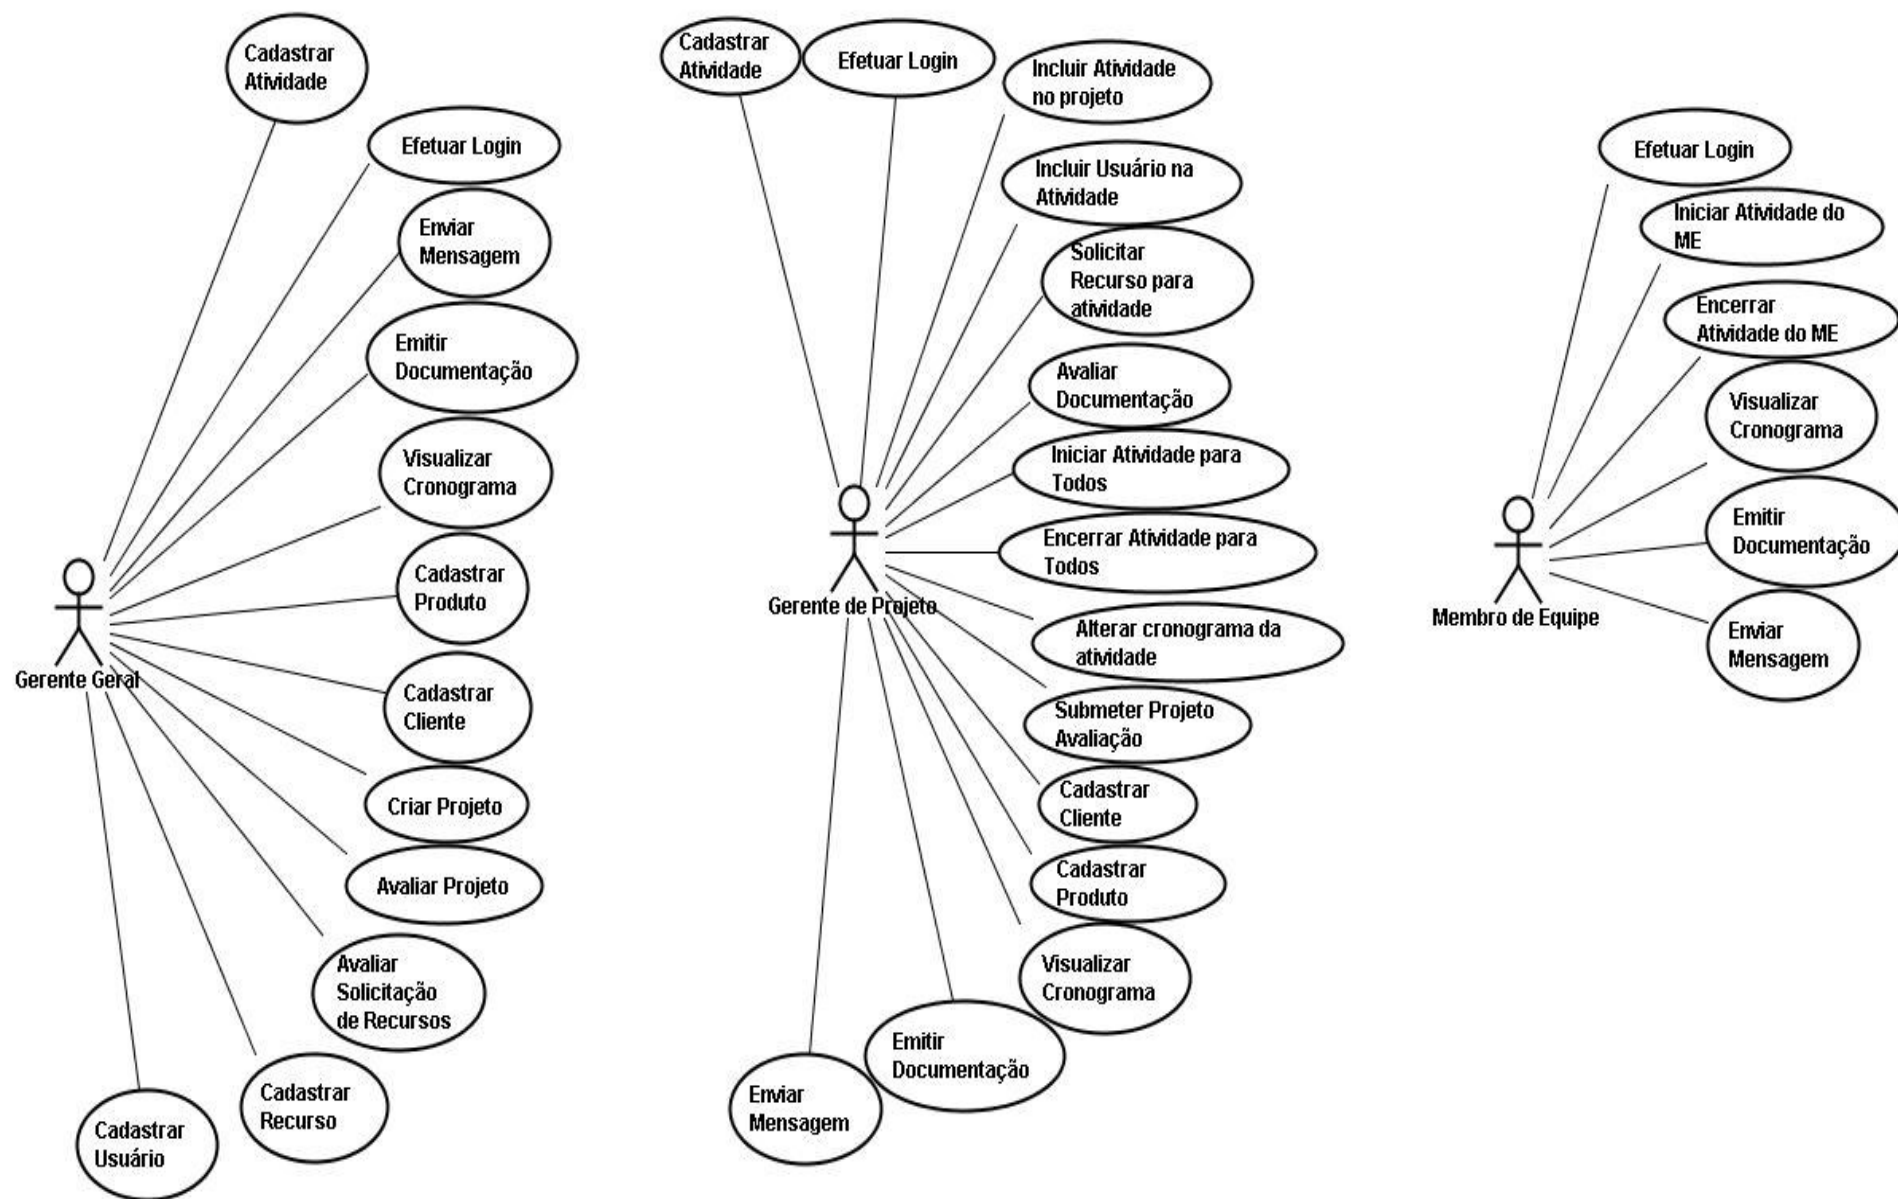 Cadastrar
Atividade
Efetuar Login
Enviar
Mensagem
Emitir
Documentação
Visualizar
Cronograma
Cadastrar
Produto
Gerente Geral
Cadastrar
Cliente
Criar Projeto
Avaliar Projeto
Avaliar
Solicitação
de Recursos
Cadastrar
Recurso
Cadastrar
Usuário
Cadastrar
Atividade
Efetuar Login
Incluir Atividade
no projeto
Incluir Usuário na
Atividade
Solicitar
Recurso para
atividade
Avaliar
Documentação
Iniciar Atividade para
Todos
Encerrar Atividade para
Todos
Gerente de Projeto
Alterar cronograma da
atividade
Submeter Projeto
Avaliação
Cadastrar
Cliente
Cadastrar
Produto
Visualizar
Cronograma
Emitir
Documentação
Enviar
Mensagem
Efetuar Login
Iniciar Atividade do
ME
Encerrar
Atividade do ME
Visualizar
Cronograma
Emitir
Documentação
Membro de Equipe
Enviar
Mensagem